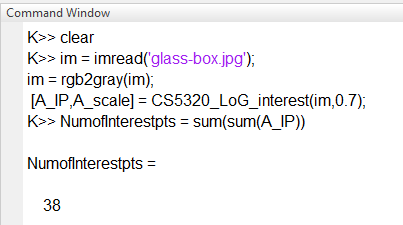 Command Window
K>> clear
K>> im = imread('glass-box.jpg');
im = rgb2gray(im);
[A_IP,A_scale] = CS5320_LoG_interest(im,0.7);
K>> NumofInterestpts = sum(sum(A_IP))
NumofInterestpts =
38